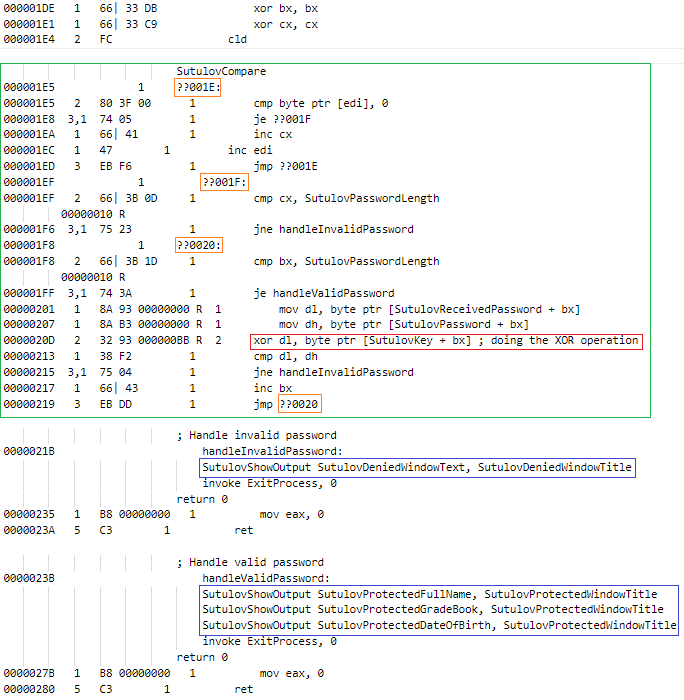 000001DE 1 66| 33 DB xor bx, bx
000001E1 1 66| 33 C9 xor cx, cx
000001E4 2 FC cld
SutulovCompare
000001E5 1 ??001E:
000001E5 2 80 3F 00 1 cmp byte ptr [edi], 0
000001E8 3,1 74 05 1 je ??001F
000001EA 1 66| 41 1 inc cx
000001EC 1 47 1 inc edi
000001ED 3 EB F6 1 jmp ??001E
000001EF 1 ??001F:
000001EF 2 66| 3B 0D 1 cmp cx, SutulovPasswordLength
00000010 R
000001F6 3,1 75 23 1 jne handleInvalidPassword
000001F8 1 ??0020:
000001F8 2 66| 3B 1D 1 cmp bx, SutulovPasswordLength
00000010 R
000001FF 3,1 74 3A 1 je handleValidPassword
00000201 1 8A 93 00000000 R 1 mov dl, byte ptr [SutulovReceivedPassword + bx]
00000207 1 8A B3 00000000 R 1 mov dh, byte ptr [SutulovPassword + bx]
0000020D 2 32 93 000000BB R 2 xor dl, byte ptr [SutulovKey + bx] ; doing the XOR operation
00000213 1 38 F2 1 cmp dl, dh
00000215 3,1 75 04 1 jne handleInvalidPassword
00000217 1 66| 43 1 inc bx
00000219 3 EB DD 1 jmp ??0020
; Handle invalid password
0000021B handleInvalidPassword:
SutulovShowOutput SutulovDeniedWindowText, SutulovDeniedWindowTitle
invoke ExitProcess, 0
return 0
00000235 1 B8 00000000 1 mov eax, 0
0000023A 5 C3 1 ret
; Handle valid password
0000023B handleValidPassword:
SutulovShowOutput SutulovProtectedFullName, SutulovProtectedWindowTitle
SutulovShowOutput SutulovProtectedGradeBook, SutulovProtectedWindowTitle
SutulovShowOutput SutulovProtectedDateOfBirth, SutulovProtectedWindowTitle
invoke ExitProcess, 0
return 0
0000027B 1 B8 00000000 1 mov eax, 0
00000280 5 C3 1 ret